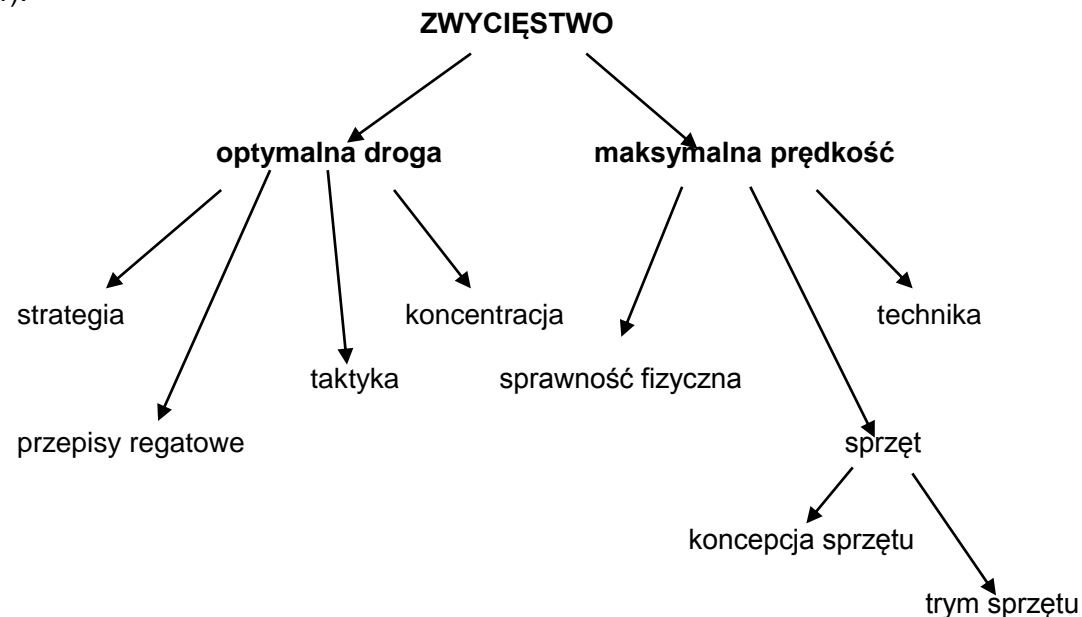 ZWYCIĘSTWO
optymalna droga maksymalna prędkość
strategia koncentracja technika
taktyka sprawność fizyczna
przepisy regatowe sprzęt
koncepcja sprzętu
trym sprzętu